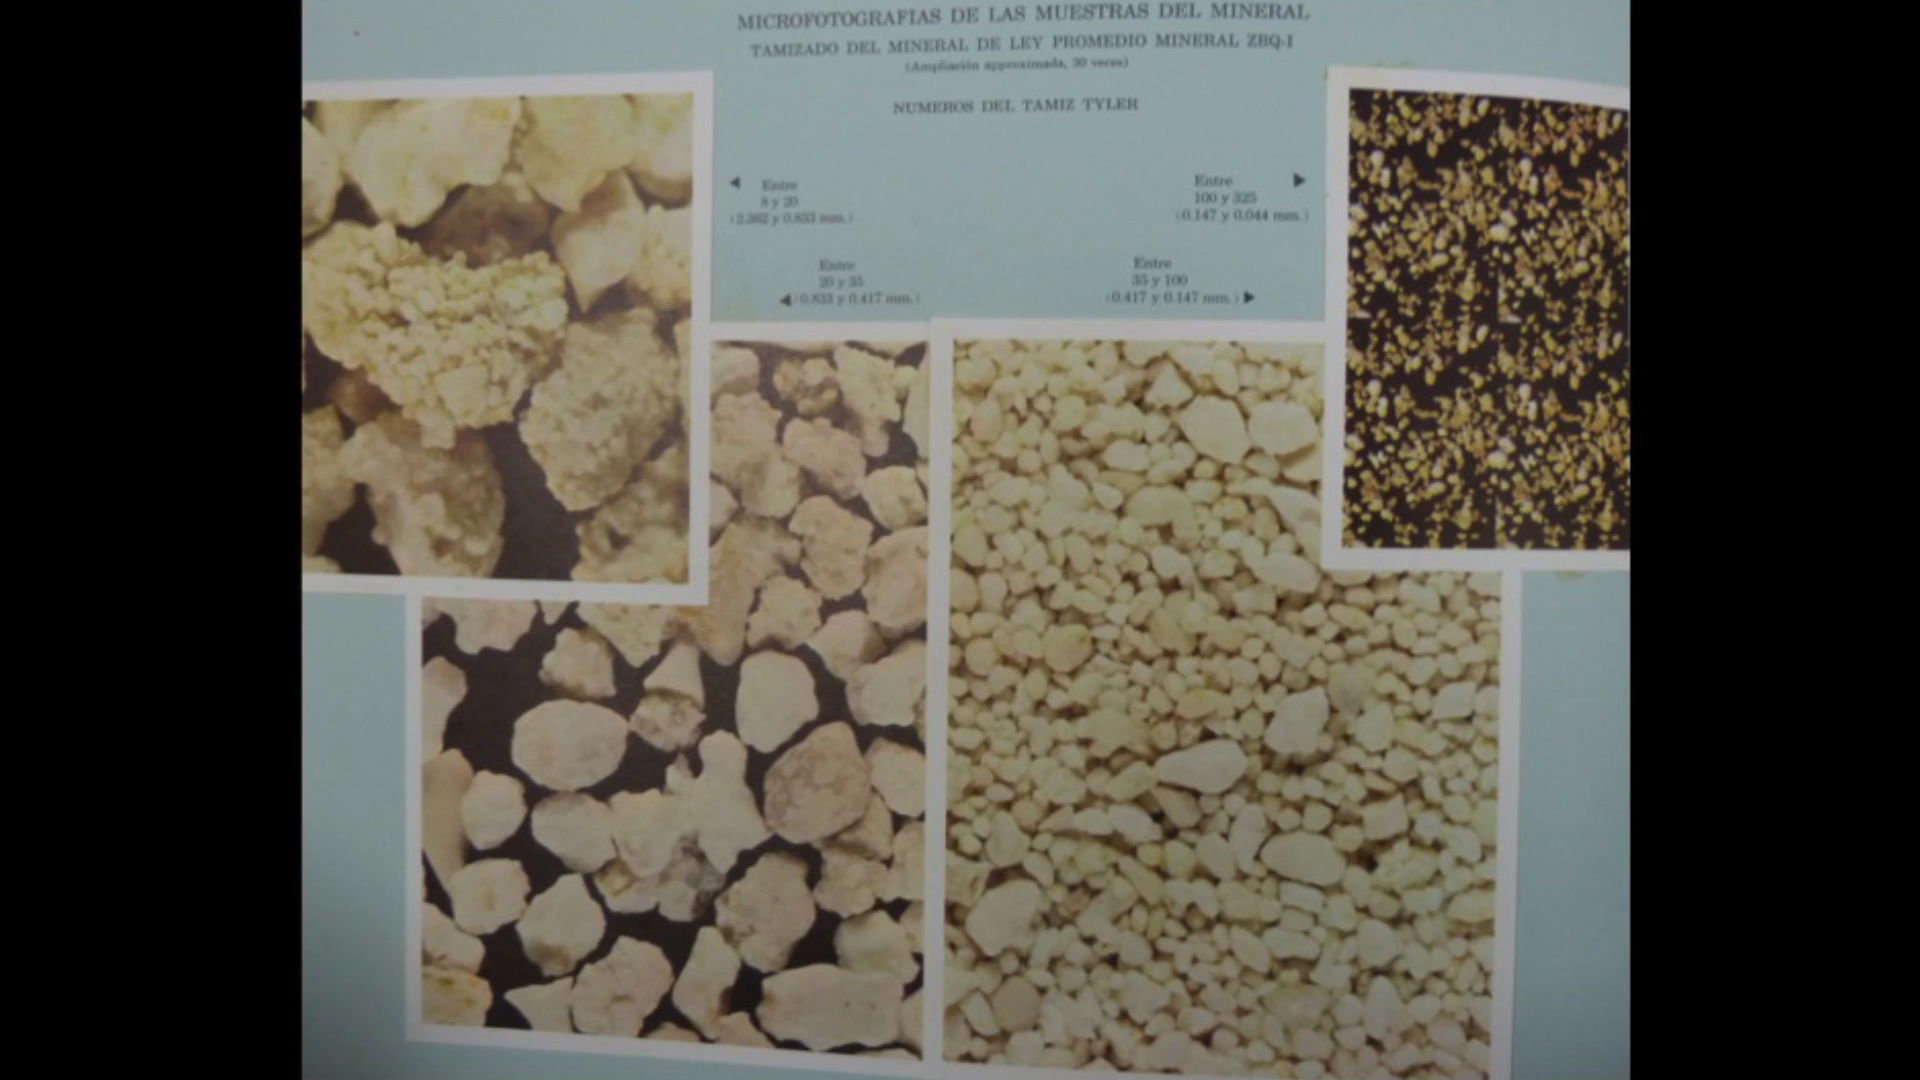 MICROFOTOGRAFIAS DE LAS MUESTRAS DEL MINERAL
TAMIZADO DEL MINERAL DE LEY PROMEDIO MINERAL ZBQ-I
(Ampliación approximada, 30 veces)
NUMEROS DEL TAMIZ TYLER
Entre
8 y 20
(2.362 y 0.833 mm.)
Entre
100 y 325
(0.147 y 0.044 mm.)
Entre
20 y 35
(0.833 y 0.417 mm.)
Entre
35 y 100
(0.417 y 0.147 mm.)